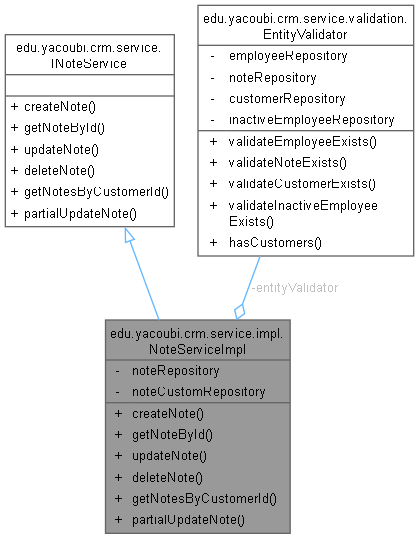 edu.yacoubi.crm.service.
INoteService
+ createNote()
+ getNoteById()
+ updateNote()
+ deleteNote()
+ getNotesByCustomerId()
+ partialUpdateNote()
edu.yacoubi.crm.service.validation.
EntityValidator
- employeeRepository
- noteRepository
- customerRepository
- inactiveEmployeeRepository
+ validateEmployeeExists()
+ validateNoteExists()
+ validateCustomerExists()
+ validateInactiveEmployee
Exists()
+ hasCustomers()
-entityValidator
edu.yacoubi.crm.service.impl.
NoteServiceImpl
- noteRepository
- noteCustomRepository
+ createNote()
+ getNoteById()
+ updateNote()
+ deleteNote()
+ getNotesByCustomerId()
+ partialUpdateNote()